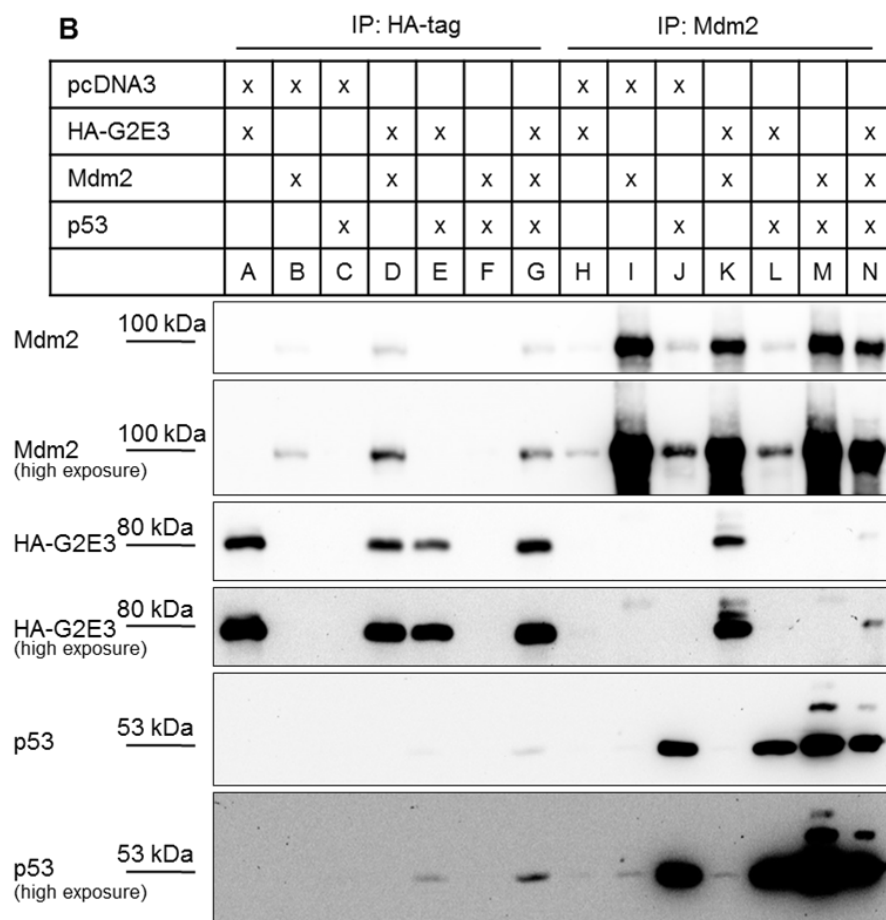 B
IP: HA-tag IP: Mdm2
pcDNA3 x x x x x x
HA-G2E3 x x x x x x x x
Mdm2 x x x x x x x x
p53 x x x x x x x x
A B C D E F G H I J K L M N
Mdm2 100 kDa
Mdm2 100 kDa
(high exposure)
HA-G2E3 80 kDa
HA-G2E3 80 kDa
(high exposure)
p53 53 kDa
p53 53 kDa
(high exposure)